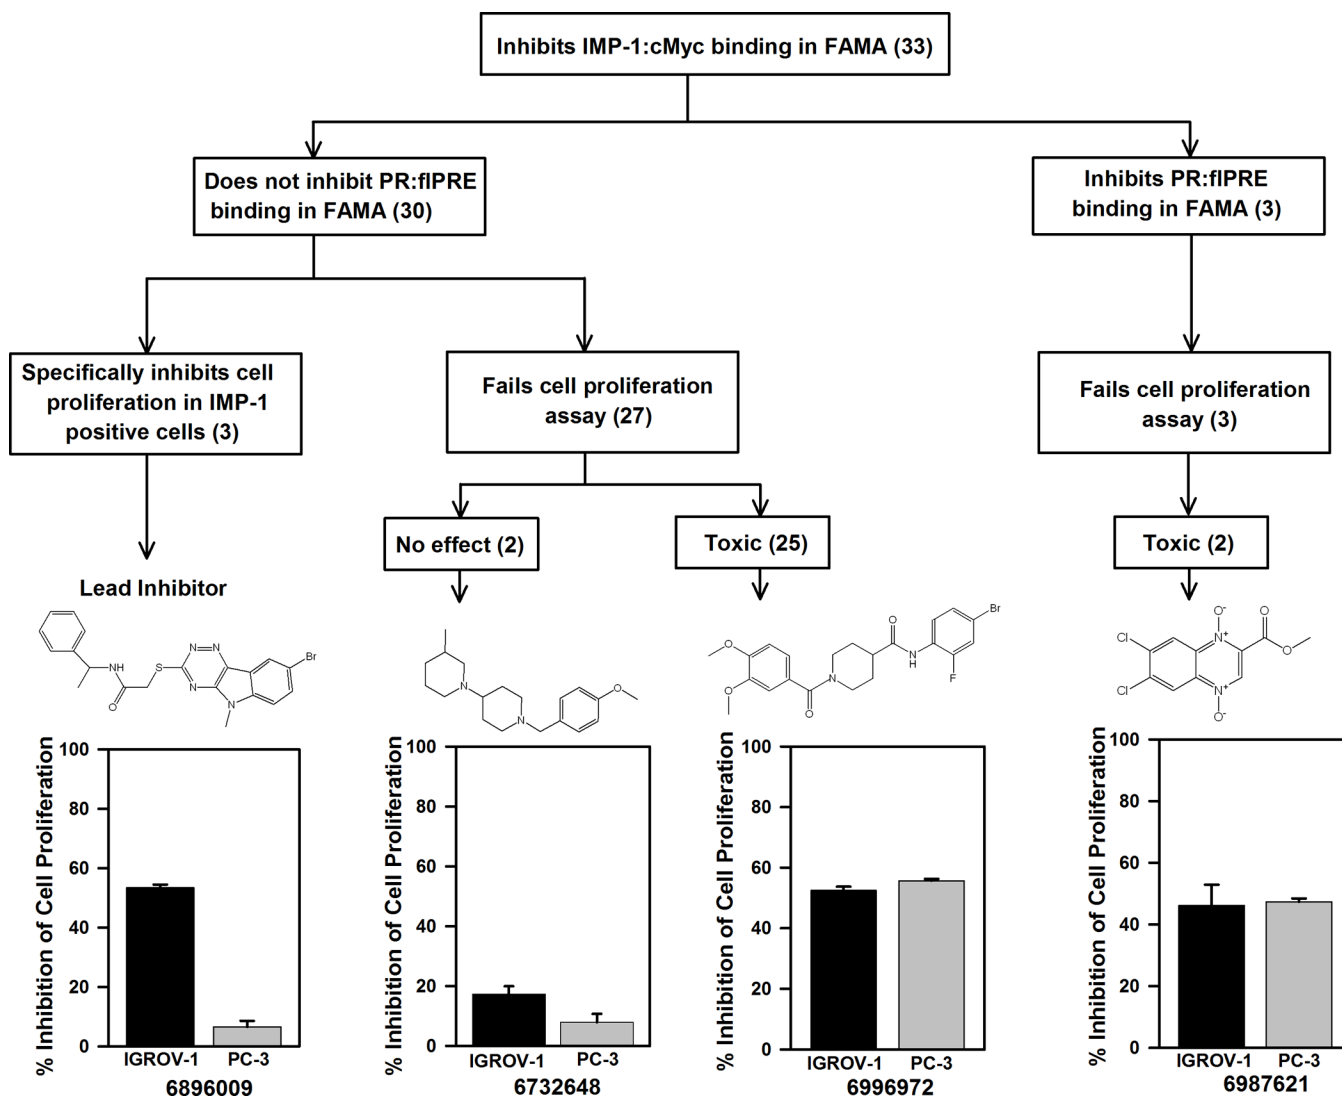 Inhibits IMP-1:cMyc binding in FAMA (33)
Does not inhibit PR:flPRE
binding in FAMA (30)
Inhibits PR:flPRE
binding in FAMA (3)
Specifically inhibits cell
proliferation in IMP-1
positive cells (3)
Fails cell proliferation
assay (27)
Fails cell proliferation
assay (3)
No effect (2)
Toxic (25)
Toxic (2)
Lead Inhibitor
NH
O
S
N
N
N
N
Br
N
N
O
O
O
O
N
O
NH
F
Br
Cl
Cl
O-
N+
N+
O-
O
O
% Inhibition of Cell Proliferation
100
80
60
40
20
0
IGROV-1 PC-3
6896009
% Inhibition of Cell Proliferation
100
80
60
40
20
0
IGROV-1 PC-3
6732648
% Inhibition of Cell Proliferation
100
80
60
40
20
0
IGROV-1 PC-3
6996972
% Inhibition of Cell Proliferation
100
80
60
40
20
0
IGROV-1 PC-3
6987621